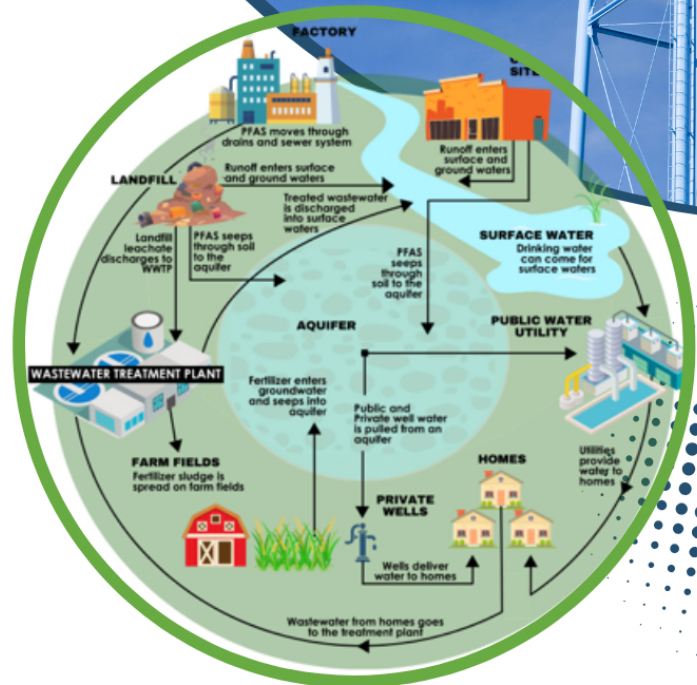 FACTORY
SITE
PFAS moves through
drains and sewer system
Runoff enters
surface and
ground waters
LANDFILL
Runoff enters surface
and ground waters
Treated wastewater
is discharged
into surface
waters
Landfill
leachate
discharges to
WWTP
PFAS seeps
through soil
to the
aquifer
PFAS
seeps
through
soil to the
aquifer
SURFACE WATER
Drinking water
can come for
surface waters
AQUIFER
PUBLIC WATER
UTILITY
WASTEWATER TREATMENT PLANT
Fertilizer enters
groundwater
and seeps into
aquifer
Public and
Private well water
is pulled from an
aquifer
FARM FIELDS
Fertilizer sludge is
spread on farm fields
HOMES
Utilities
provide
water to
homes
PRIVATE
WELLS
Wells deliver
water to homes
Wastewater from homes goes
to the treatment plant